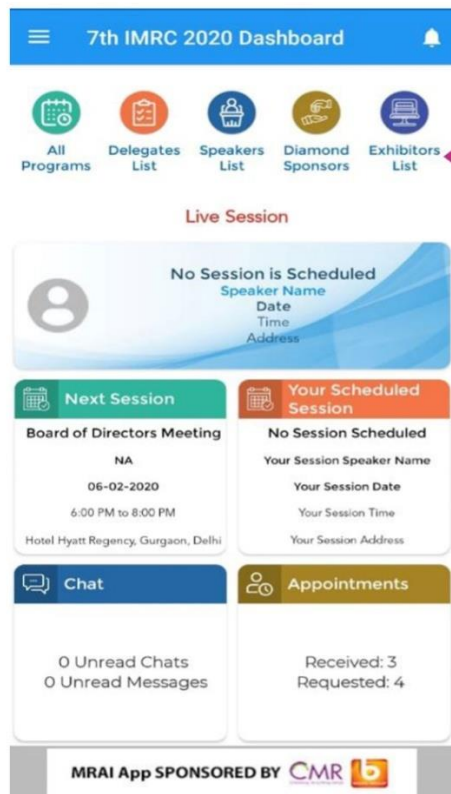 7th IMRC 2020 Dashboard
All Programs
Delegates List
Speakers List
Diamond Sponsors
Exhibitors List
Live Session
No Session is Scheduled
Speaker Name
Date
Time
Address
Next Session
Board of Directors Meeting
NA
06-02-2020
6:00 PM to 8:00 PM
Hotel Hyatt Regency, Gurgaon, Delhi
Your Scheduled
Session
No Session Scheduled
Your Session Speaker Name
Your Session Date
Your Session Time
Your Session Address
Chat
0 Unread Chats
0 Unread Messages
Appointments
Received: 3
Requested: 4
MRAI App SPONSORED BY CMR b